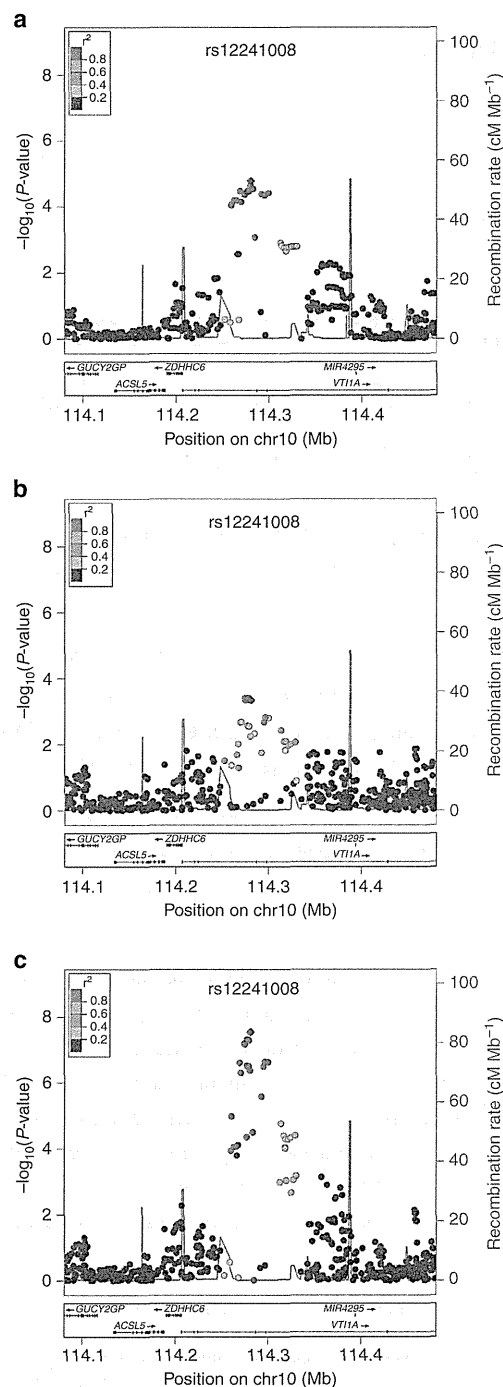 a
r²
0.8
0.6
0.4
0.2
rs12241008
8
6
4
2
0
−log₁₀(P-value)
100
80
60
40
20
0
Recombination rate (cM Mb⁻¹)
← GUCY2GP
← ZDHHC6
MIR4295 →
ACSL5 →
VTI1A →
114.1
114.2
114.3
114.4
Position on chr10 (Mb)
b
r²
0.8
0.6
0.4
0.2
rs12241008
8
6
4
2
0
−log₁₀(P-value)
100
80
60
40
20
0
Recombination rate (cM Mb⁻¹)
← GUCY2GP
← ZDHHC6
MIR4295 →
ACSL5 →
VTI1A →
114.1
114.2
114.3
114.4
Position on chr10 (Mb)
c
r²
0.8
0.6
0.4
0.2
rs12241008
8
6
4
2
0
−log₁₀(P-value)
100
80
60
40
20
0
Recombination rate (cM Mb⁻¹)
← GUCY2GP
← ZDHHC6
MIR4295 →
ACSL5 →
VTI1A →
114.1
114.2
114.3
114.4
Position on chr10 (Mb)